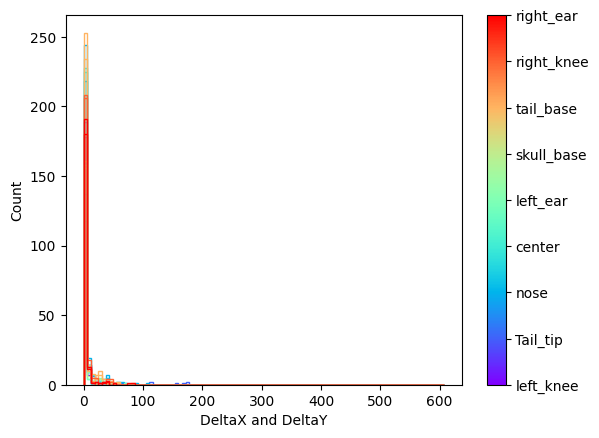 250
200
150
100
50
0
Count
0 100 200 300 400 500 600
DeltaX and DeltaY
right_ear
right_knee
tail_base
skull_base
left_ear
center
nose
Tail_tip
left_knee